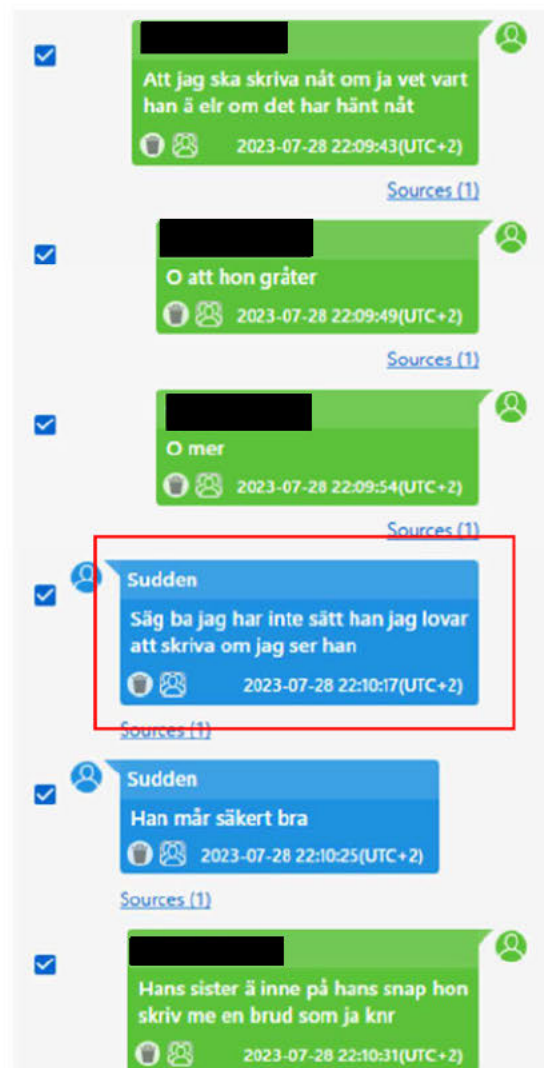 Att jag ska skriva nåt om ja vet vart
han ä elr om det har hänt nåt
2023-07-28 22:09:43(UTC+2)
Sources (1)
O att hon gråter
2023-07-28 22:09:49(UTC+2)
Sources (1)
O mer
2023-07-28 22:09:54(UTC+2)
Sources (1)
Sudden
Säg ba jag har inte sätt han jag lovar
att skriva om jag ser han
2023-07-28 22:10:17(UTC+2)
Sources (1)
Sudden
Han mår säkert bra
2023-07-28 22:10:25(UTC+2)
Sources (1)
Hans sister ä inne på hans snap hon
skriv me en brud som ja knr
2023-07-28 22:10:31(UTC+2)